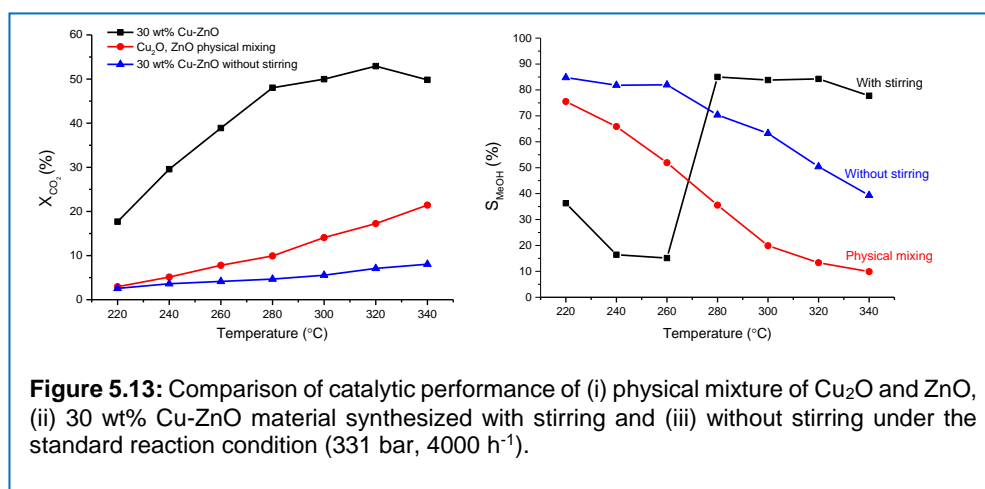 30 wt% Cu-ZnO
Cu₂O, ZnO physical mixing
30 wt% Cu-ZnO without stirring
X_CO₂ (%)
60
50
40
30
20
10
0
220 240 260 280 300 320 340
Temperature (°C)
S_MeOH (%)
100
90
80
70
60
50
40
30
20
10
0
With stirring
Without stirring
Physical mixing
220 240 260 280 300 320 340
Temperature (°C)
Figure 5.13: Comparison of catalytic performance of (i) physical mixture of Cu₂O and ZnO,
(ii) 30 wt% Cu-ZnO material synthesized with stirring and (iii) without stirring under the
standard reaction condition (331 bar, 4000 h⁻¹).